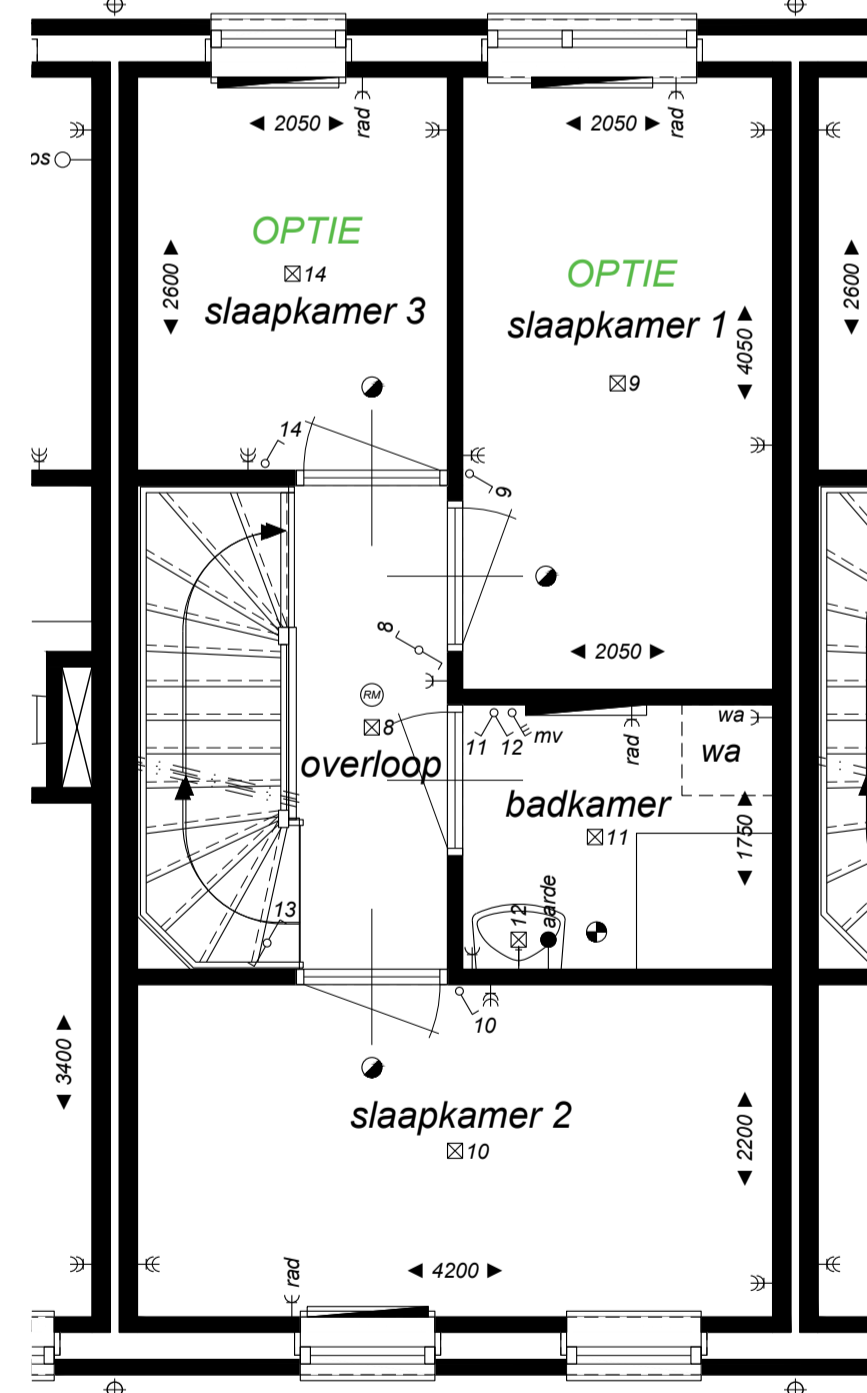 2050
rad
2050
rad
os
OPTIE
14
slaapkamer 3
2600
OPTIE
slaapkamer 1
4050
2600
9
14
9
8
2050
RM
8
overloop
11
12
mv
rad
wa
wa
badkamer
11
1750
13
12
aarde
10
3400
slaapkamer 2
10
2200
4200
rad